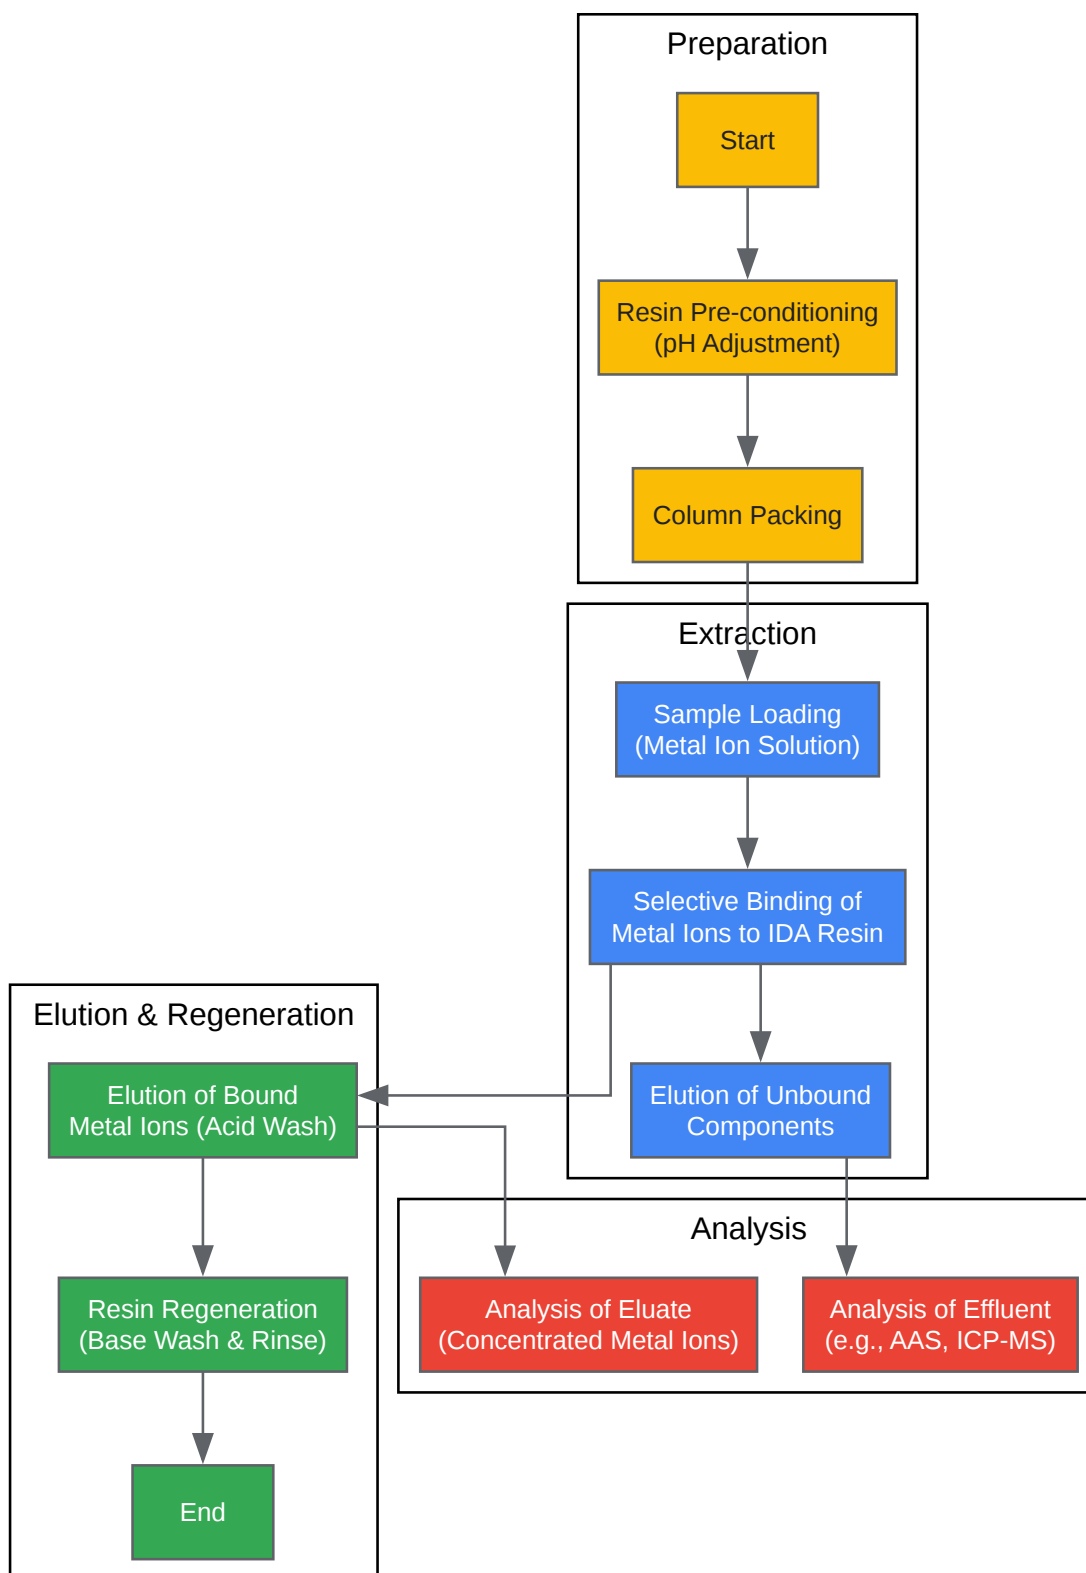 Preparation
Start
Resin Pre-conditioning
(pH Adjustment)
Column Packing
Extraction
Sample Loading
(Metal Ion Solution)
Selective Binding of
Metal Ions to IDA Resin
Elution of Unbound
Components
Elution & Regeneration
Elution of Bound
Metal Ions (Acid Wash)
Resin Regeneration
(Base Wash & Rinse)
End
Analysis
Analysis of Eluate
(Concentrated Metal Ions)
Analysis of Effluent
(e.g., AAS, ICP-MS)